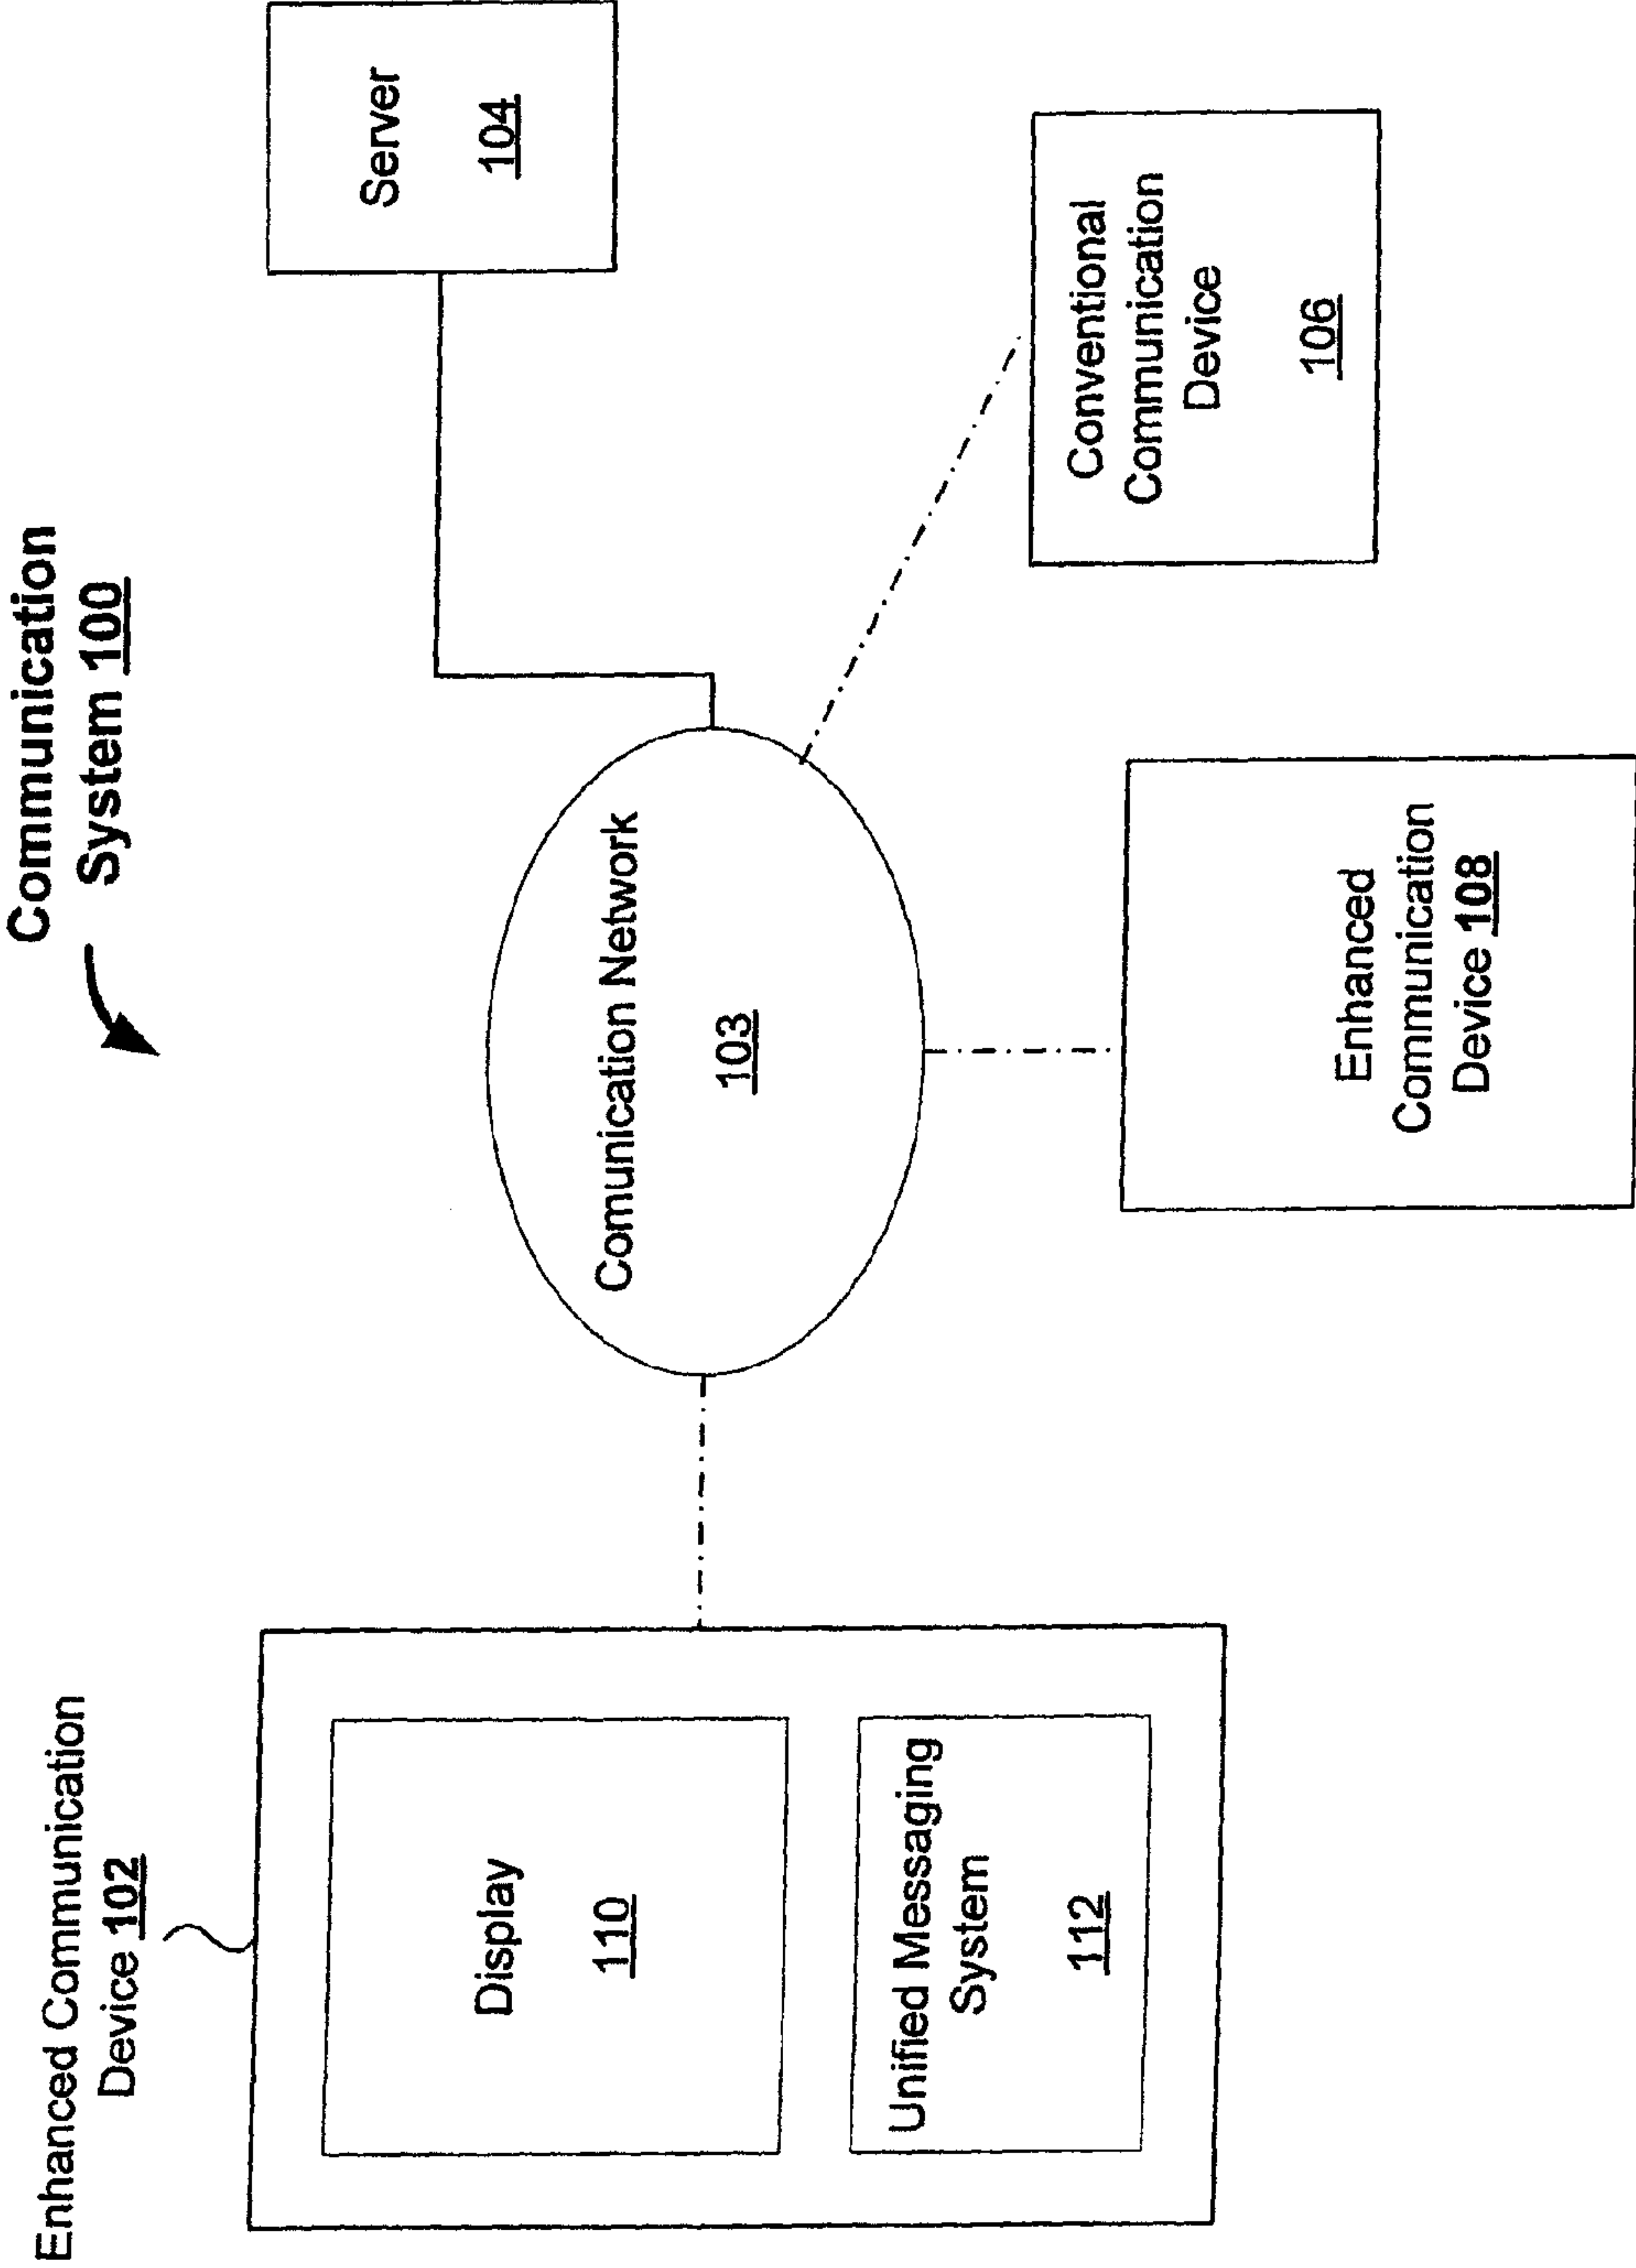 Communication
System 100
Enhanced Communication
Device 102
Display
110
Unified Messaging
System
112
Comunication Network
103
Server
104
Conventional
Communication
Device
106
Enhanced
Communication
Device 108